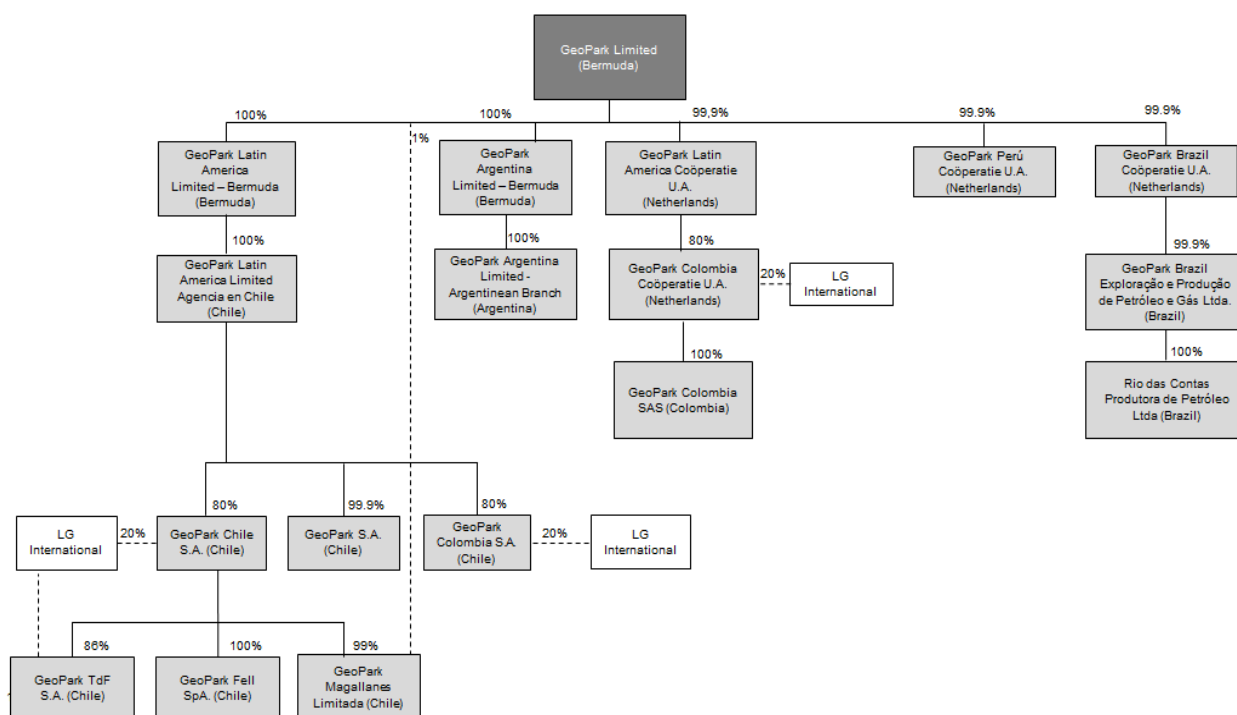 GeoPark Limited
(Bermuda)
100%
100%
99,9%
99.9%
99.9%
1%
GeoPark Latin
America
Limited – Bermuda
(Bermuda)
GeoPark
Argentina
Limited – Bermuda
(Bermuda)
GeoPark Latin
America Coöperatie
U.A.
(Netherlands)
GeoPark Perú
Coöperatie U.A.
(Netherlands)
GeoPark Brazil
Coöperatie U.A.
(Netherlands)
100%
100%
80%
99.9%
GeoPark Latin
America Limited
Agencia en Chile
(Chile)
GeoPark Argentina
Limited -
Argentinean Branch
(Argentina)
GeoPark Colombia
Coöperatie U.A.
(Netherlands)
20%
LG
International
GeoPark Brazil
Exploração e Produção
de Petróleo e Gás Ltda.
(Brazil)
100%
100%
GeoPark Colombia
SAS (Colombia)
Rio das Contas
Produtora de Petróleo
Ltda (Brazil)
80%
99.9%
80%
LG
International
20%
GeoPark Chile
S.A. (Chile)
GeoPark S.A.
(Chile)
GeoPark
Colombia S.A.
(Chile)
20%
LG
International
86%
100%
99%
GeoPark TdF
S.A. (Chile)
GeoPark Fell
SpA. (Chile)
GeoPark
Magallanes
Limitada (Chile)